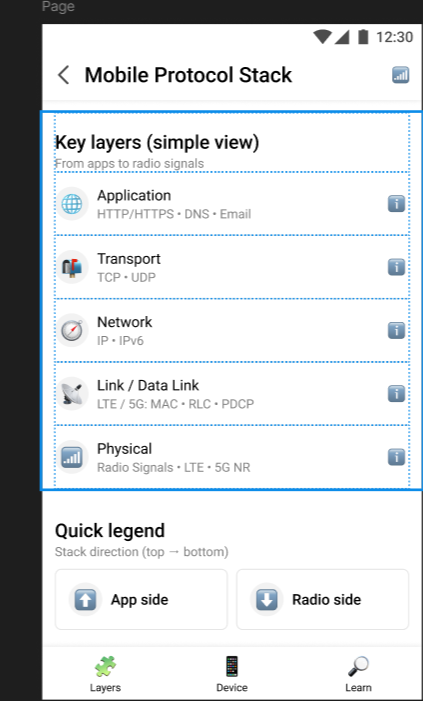 Page
12:30
Mobile Protocol Stack
Key layers (simple view)
From apps to radio signals
Application
HTTP/HTTPS • DNS • Email
Transport
TCP • UDP
Network
IP • IPv6
Link / Data Link
LTE / 5G: MAC • RLC • PDCP
Physical
Radio Signals • LTE • 5G NR
Quick legend
Stack direction (top → bottom)
App side
Radio side
Layers
Device
Learn